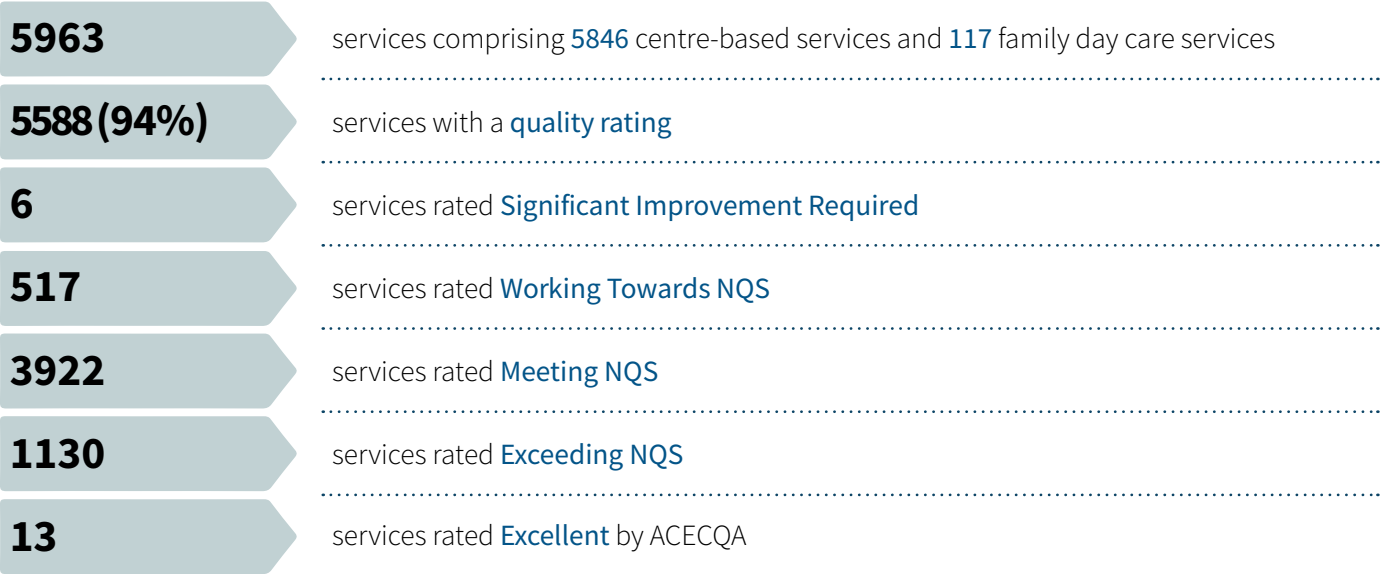 5963 services comprising 5846 centre-based services and 117 family day care services
5588 (94%) services with a quality rating
6 services rated Significant Improvement Required
517 services rated Working Towards NQS
3922 services rated Meeting NQS
1130 services rated Exceeding NQS
13 services rated Excellent by ACECQA